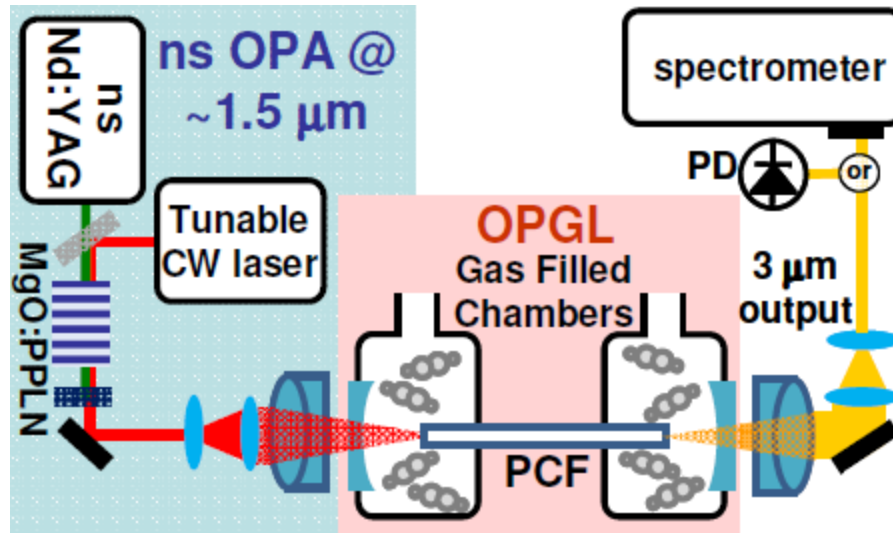 ns
Nd:YAG
ns OPA @
~1.5 μm
Tunable
CW laser
MgO:PPLN
OPGL
Gas Filled
Chambers
PCF
spectrometer
PD
or
3 μm
output